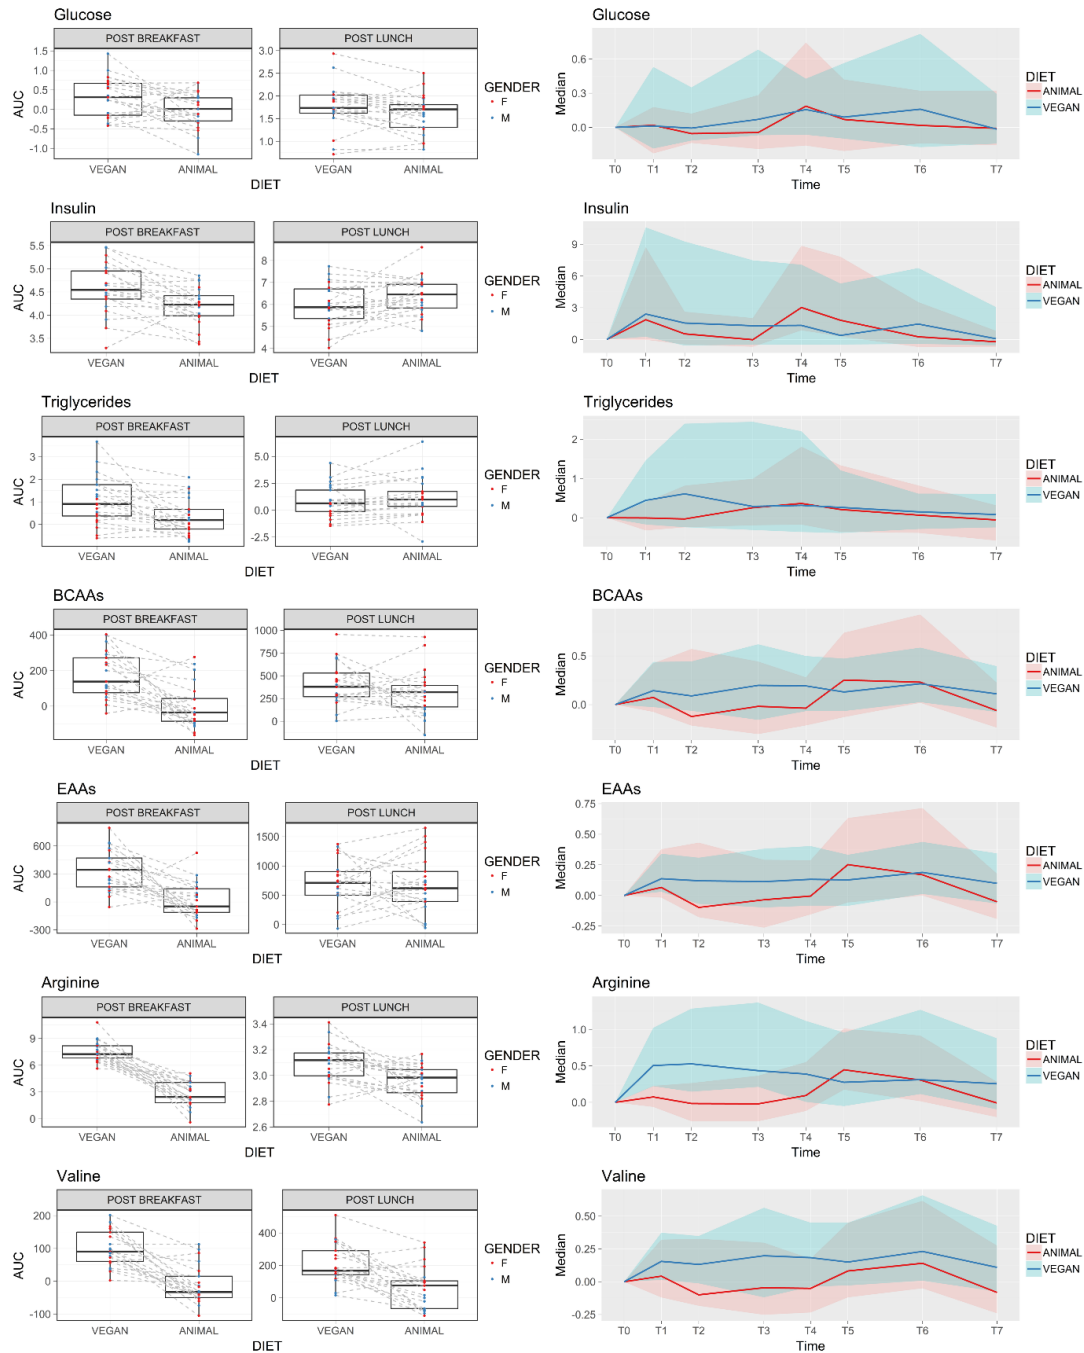 Glucose
POST BREAKFAST
POST LUNCH
AUC
1.5
1.0
0.5
0.0
-0.5
-1.0
3.0
2.5
2.0
1.5
1.0
VEGAN
ANIMAL
VEGAN
ANIMAL
DIET
GENDER
F
M
Glucose
Median
0.6
0.3
0.0
T0 T1 T2 T3 T4 T5 T6 T7
Time
DIET
ANIMAL
VEGAN
Insulin
POST BREAKFAST
POST LUNCH
AUC
5.5
5.0
4.5
4.0
3.5
8
7
6
5
4
VEGAN
ANIMAL
VEGAN
ANIMAL
DIET
GENDER
F
M
Insulin
Median
9
6
3
0
T0 T1 T2 T3 T4 T5 T6 T7
Time
DIET
ANIMAL
VEGAN
Triglycerides
POST BREAKFAST
POST LUNCH
AUC
3
2
1
0
5.0
2.5
0.0
-2.5
VEGAN
ANIMAL
VEGAN
ANIMAL
DIET
GENDER
F
M
Triglycerides
Median
2
1
0
T0 T1 T2 T3 T4 T5 T6 T7
Time
DIET
ANIMAL
VEGAN
BCAAs
POST BREAKFAST
POST LUNCH
AUC
400
200
0
1000
750
500
250
0
VEGAN
ANIMAL
VEGAN
ANIMAL
DIET
GENDER
F
M
BCAAs
Median
0.5
0.0
T0 T1 T2 T3 T4 T5 T6 T7
Time
DIET
ANIMAL
VEGAN
EAAs
POST BREAKFAST
POST LUNCH
AUC
600
300
0
-300
1500
1000
500
0
VEGAN
ANIMAL
VEGAN
ANIMAL
DIET
GENDER
F
M
EAAs
Median
0.75
0.50
0.25
0.00
-0.25
T0 T1 T2 T3 T4 T5 T6 T7
Time
DIET
ANIMAL
VEGAN
Arginine
POST BREAKFAST
POST LUNCH
AUC
9
6
3
0
3.4
3.2
3.0
2.8
2.6
VEGAN
ANIMAL
VEGAN
ANIMAL
DIET
GENDER
F
M
Arginine
Median
1.0
0.5
0.0
T0 T1 T2 T3 T4 T5 T6 T7
Time
DIET
ANIMAL
VEGAN
Valine
POST BREAKFAST
POST LUNCH
AUC
200
100
0
-100
400
200
0
VEGAN
ANIMAL
VEGAN
ANIMAL
DIET
GENDER
F
M
Valine
Median
0.50
0.25
0.00
-0.25
T0 T1 T2 T3 T4 T5 T6 T7
Time
DIET
ANIMAL
VEGAN